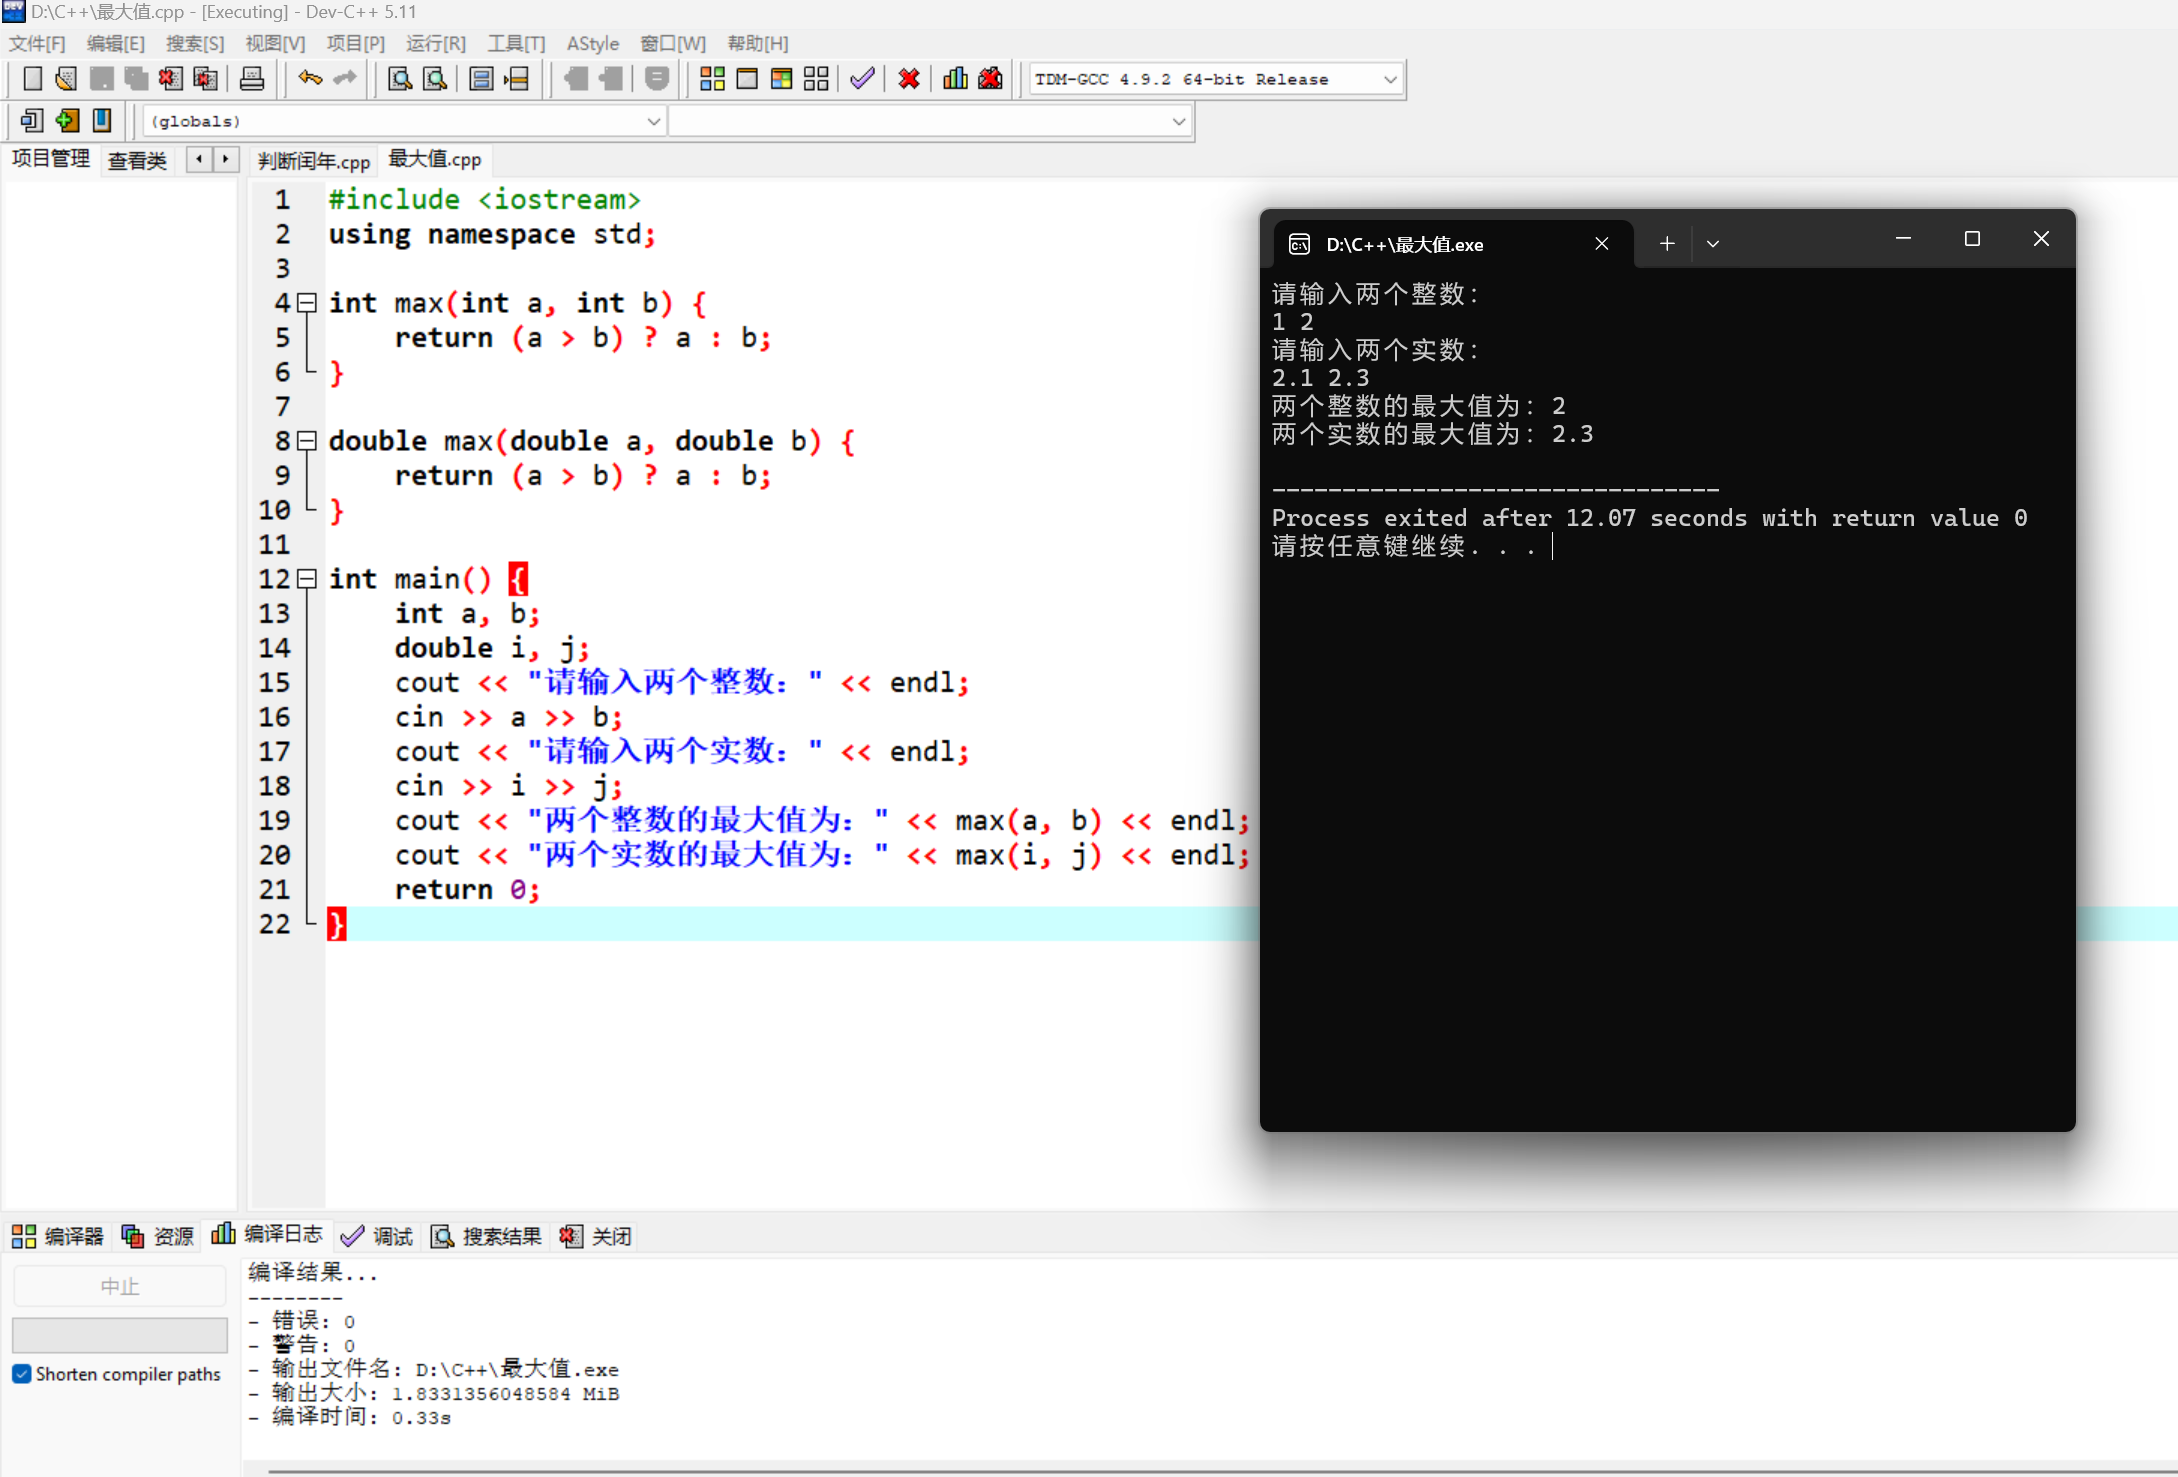 D:\C++\最大值.cpp - [Executing] - Dev-C++ 5.11
文件[F] 编辑[E] 搜索[S] 视图[V] 项目[P] 运行[R] 工具[T] AStyle 窗口[W] 帮助[H]
TDM-GCC 4.9.2 64-bit Release
(globals)
项目管理 查看类 判断闰年.cpp 最大值.cpp
1 #include <iostream>
2 using namespace std;
3
4 int max(int a, int b) {
5 return (a > b) ? a : b;
6 }
7
8 double max(double a, double b) {
9 return (a > b) ? a : b;
10 }
11
12 int main() {
13 int a, b;
14 double i, j;
15 cout << "请输入两个整数：" << endl;
16 cin >> a >> b;
17 cout << "请输入两个实数：" << endl;
18 cin >> i >> j;
19 cout << "两个整数的最大值为：" << max(a, b) << endl;
20 cout << "两个实数的最大值为：" << max(i, j) << endl;
21 return 0;
22 }
D:\C++\最大值.exe
请输入两个整数：
1 2
请输入两个实数：
2.1 2.3
两个整数的最大值为：2
两个实数的最大值为：2.3
--------------------------------
Process exited after 12.07 seconds with return value 0
请按任意键继续. . .
编译器 资源 编译日志 调试 搜索结果 关闭
中止
Shorten compiler paths
编译结果...
--------
- 错误: 0
- 警告: 0
- 输出文件名: D:\C++\最大值.exe
- 输出大小: 1.8331356048584 MiB
- 编译时间: 0.33s